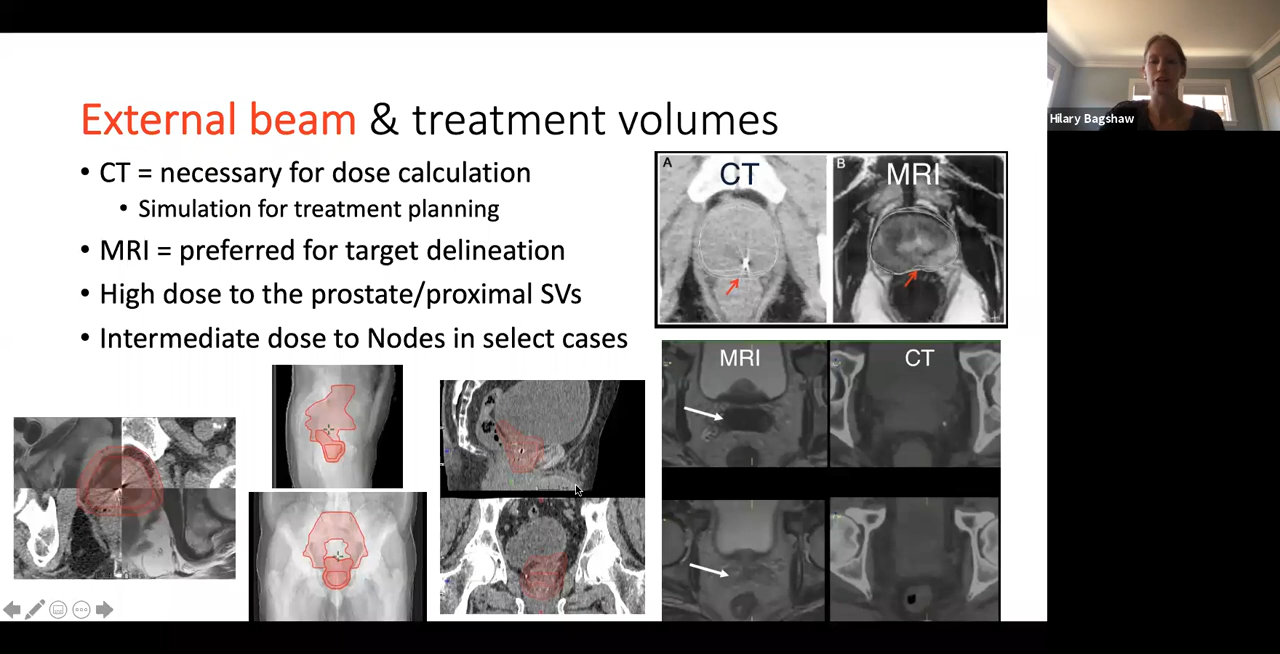 External beam & treatment volumes
• CT = necessary for dose calculation
• Simulation for treatment planning
• MRI = preferred for target delineation
• High dose to the prostate/proximal SVs
• Intermediate dose to Nodes in select cases
A
CT
B
MRI
MRI
CT
Hilary Bagshaw